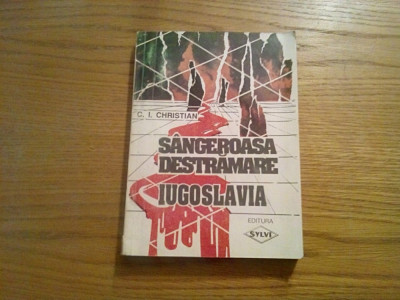 C. I. CHRISTIAN
SÂNGEROASA
DESTRĂMARE
IUGOSLAVIA
EDITURA
SYLVI